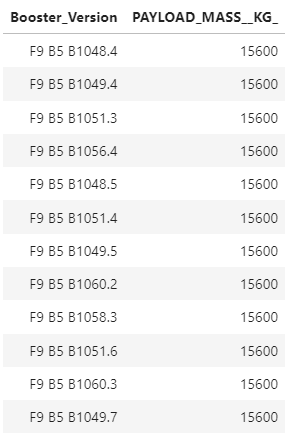 Booster_Version PAYLOAD_MASS__KG_
F9 B5 B1048.4 15600
F9 B5 B1049.4 15600
F9 B5 B1051.3 15600
F9 B5 B1056.4 15600
F9 B5 B1048.5 15600
F9 B5 B1051.4 15600
F9 B5 B1049.5 15600
F9 B5 B1060.2 15600
F9 B5 B1058.3 15600
F9 B5 B1051.6 15600
F9 B5 B1060.3 15600
F9 B5 B1049.7 15600